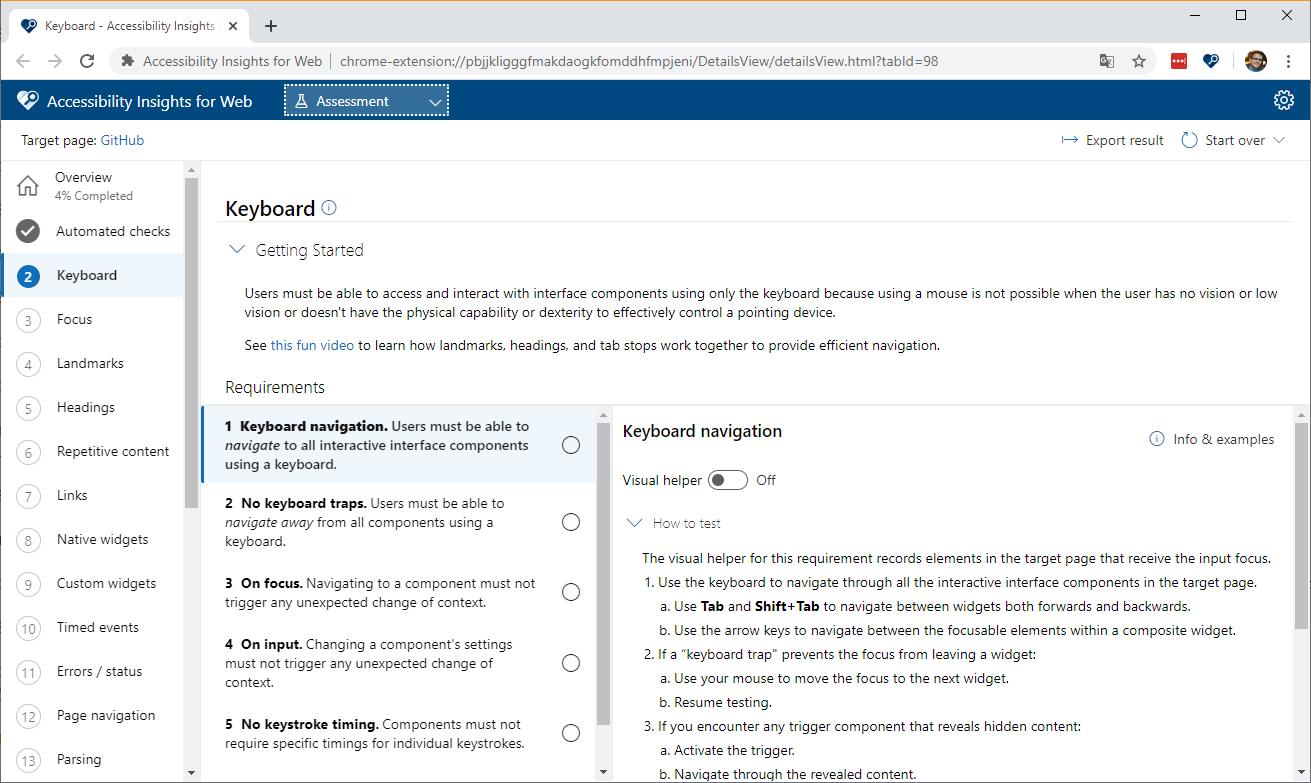 Keyboard - Accessibility Insights
Accessibility Insights for Web
chrome-extension://pbjjkligggfmakdaogkfomddhfmpjeni/DetailsView/detailsView.html?tabId=98
Accessibility Insights for Web
Assessment
Target page: GitHub
Export result
Start over
Overview
4% Completed
Automated checks
2 Keyboard
3 Focus
4 Landmarks
5 Headings
6 Repetitive content
7 Links
8 Native widgets
9 Custom widgets
10 Timed events
11 Errors / status
12 Page navigation
13 Parsing
Keyboard
Getting Started
Users must be able to access and interact with interface components using only the keyboard because using a mouse is not possible when the user has no vision or low
vision or doesn't have the physical capability or dexterity to effectively control a pointing device.
See this fun video to learn how landmarks, headings, and tab stops work together to provide efficient navigation.
Requirements
1 Keyboard navigation. Users must be able to
navigate to all interactive interface components
using a keyboard.
2 No keyboard traps. Users must be able to
navigate away from all components using a
keyboard.
3 On focus. Navigating to a component must not
trigger any unexpected change of context.
4 On input. Changing a component's settings
must not trigger any unexpected change of
context.
5 No keystroke timing. Components must not
require specific timings for individual keystrokes.
Keyboard navigation
Info & examples
Visual helper
Off
How to test
The visual helper for this requirement records elements in the target page that receive the input focus.
1. Use the keyboard to navigate through all the interactive interface components in the target page.
a. Use Tab and Shift+Tab to navigate between widgets both forwards and backwards.
b. Use the arrow keys to navigate between the focusable elements within a composite widget.
2. If a “keyboard trap" prevents the focus from leaving a widget:
a. Use your mouse to move the focus to the next widget.
b. Resume testing.
3. If you encounter any trigger component that reveals hidden content:
a. Activate the trigger.
b. Navigate through the revealed content.